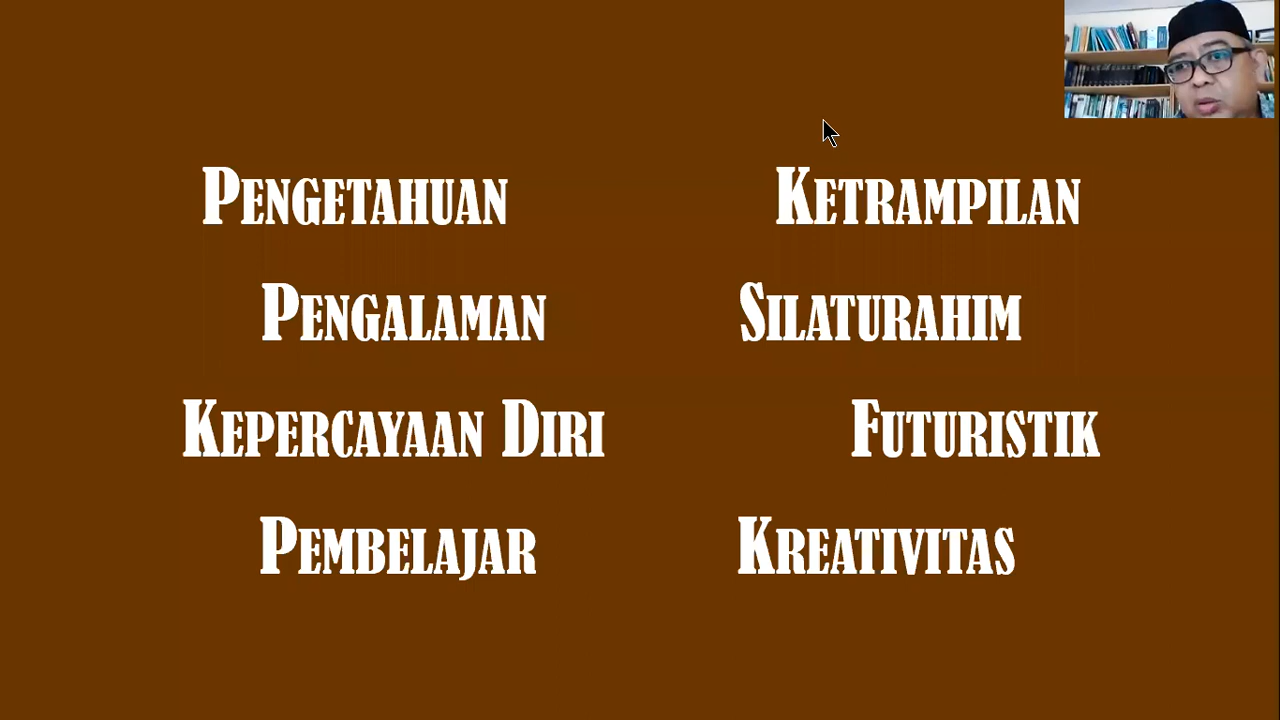 Pengetahuan
Ketrampilan
Pengalaman
Silaturahim
Kepercayaan Diri
Futuristik
Pembelajar
Kreativitas